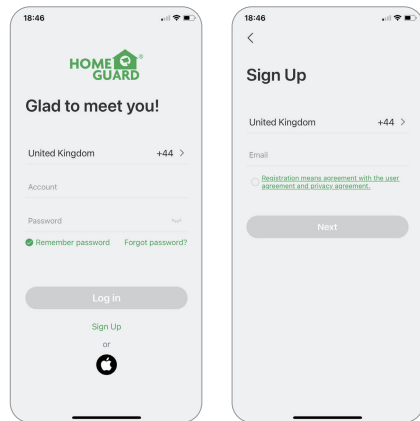 18:46
HOME
GUARD®
Glad to meet you!
United Kingdom +44 >
Account
Password
Remember password Forgot password?
Log in
Sign Up
or
18:46
Sign Up
United Kingdom +44 >
Email
Registration means agreement with the user
agreement and privacy agreement.
Next